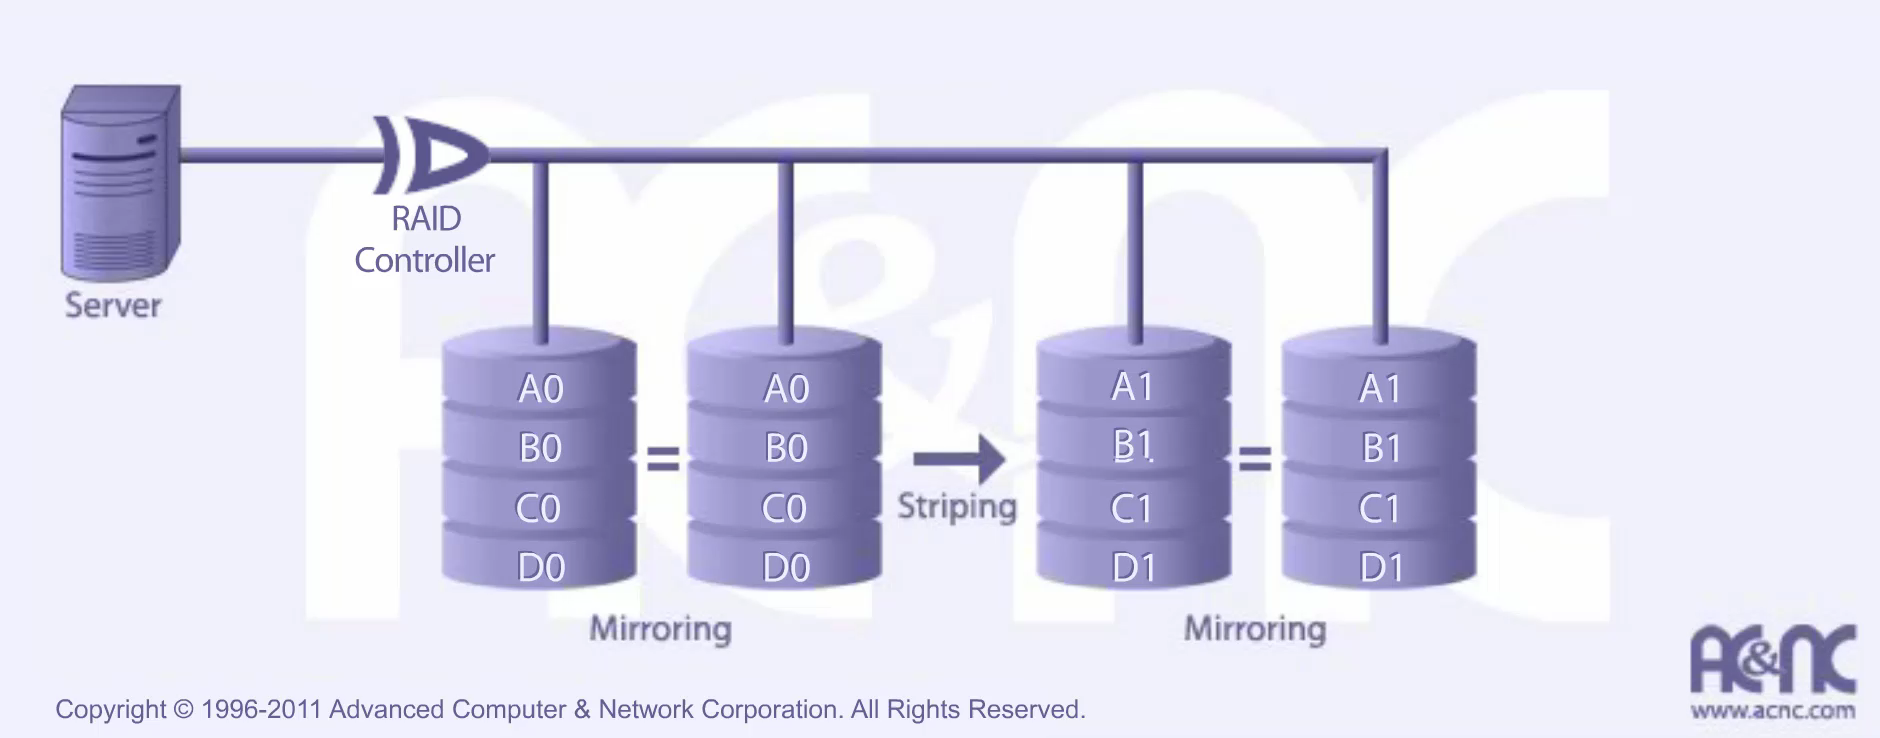 RAID
Controller
Server
A0
B0
C0
D0
=
A0
B0
C0
D0
Striping
A1
B1
C1
D1
=
A1
B1
C1
D1
Mirroring
Mirroring
AC&NC
www.acnc.com
Copyright © 1996-2011 Advanced Computer & Network Corporation. All Rights Reserved.